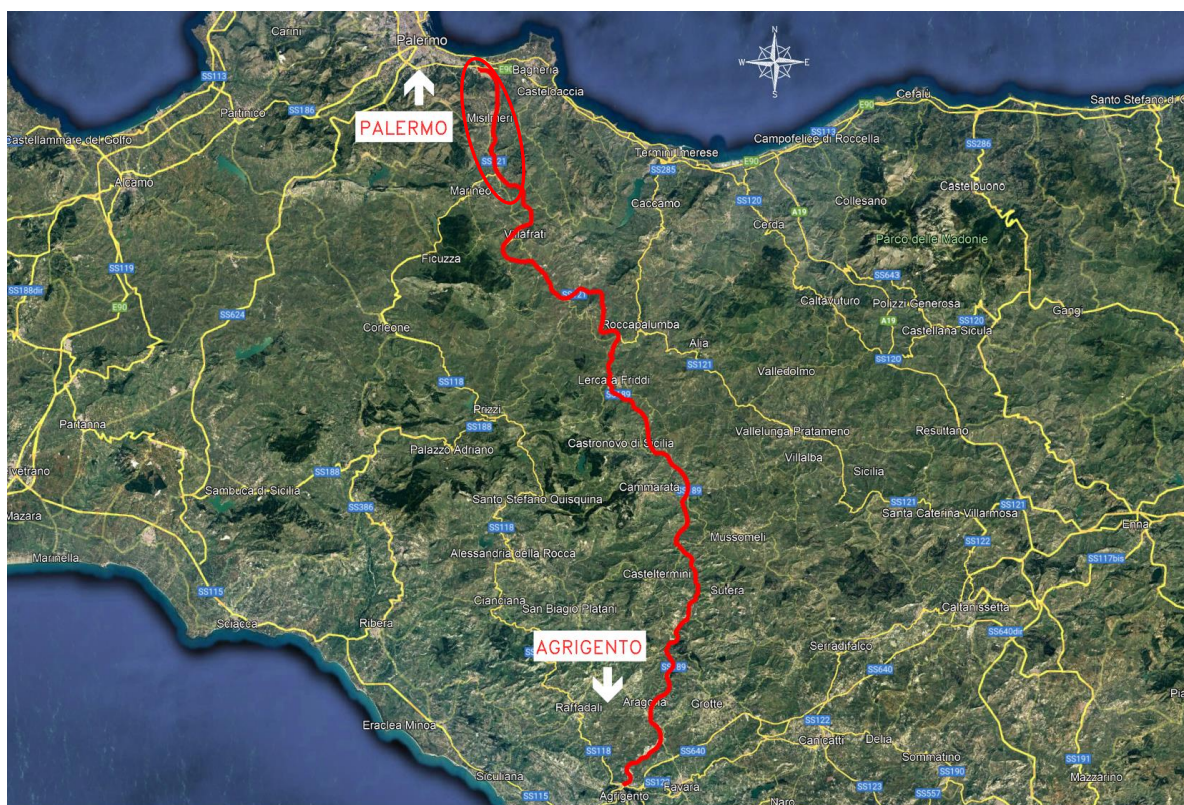 Carini
Palermo
N
W
E
S
E90
Bagheria
Casteldaccia
Cefalù
E90
Santo Stefano di C
SS113
Partinico
SS186
PALERMO
Misilmeri
Castellammare del Golfo
Campofelice di Roccella
SS113
SS286
Termini Imerese
E90
SS285
Alcamo
Marineo
Caccamo
SS120
Collesano
Castelbuono
A19
Cerda
Villafrati
Parco delle Madonie
Ficuzza
SS119
SS643
SS188dir
E90
SS624
Caltavuturo
Polizzi Generosa
Gang
Corleone
Roccapalumba
A19
SS120
Castellana Sicula
Alia
SS121
SS120
Valledolmo
SS118
Lercara Friddi
Prizzi
SS188
Partanna
Palazzo Adriano
Castronovo di Sicilia
Vallelunga Pratameno
Resuttano
Villalba
Sicilia
elvetrano
SS188
Sambuca di Sicilia
SS386
Santo Stefano Quisquina
Cammarata
SS121
SS121
Santa Caterina Villarmosa
Mazara
SS118
Enna
SS122
Mussomeli
Marinella
Alessandria della Rocca
SS117bis
SS115
Casteltermini
Sutera
Cianciana
San Biagio Platani
Caltanissetta
Sciacca
Ribera
SS640dir
Serradifalco
AGRIGENTO
SS640
Raffadali
Aragona
Grotte
Eraclea Minoa
SS122
Canicattì
Delia
SS118
SS640
Sommatino
SS191
Siculiana
SS115
Agrigento
SS122
Favara
SS123
SS190
Mazzarino
Naro
SS557